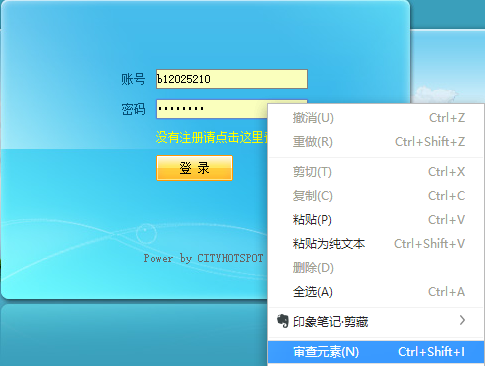 账号 b12025210
密码 ••••••••
没有注册请点击这里
登 录
Power by CITYHOTSPOT
撤消(U) Ctrl+Z
重做(R) Ctrl+Shift+Z
剪切(T) Ctrl+X
复制(C) Ctrl+C
粘贴(P) Ctrl+V
粘贴为纯文本 Ctrl+Shift+V
删除(D)
全选(A) Ctrl+A
印象笔记·剪藏
审查元素(N) Ctrl+Shift+I